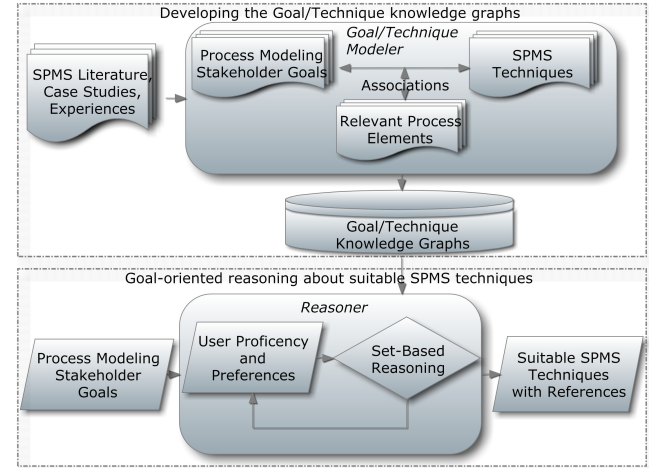 Developing the Goal/Technique knowledge graphs
Goal/Technique
Modeler
SPMS Literature,
Case Studies,
Experiences
Process Modeling
Stakeholder Goals
SPMS
Techniques
Associations
Relevant Process
Elements
Goal/Technique
Knowledge Graphs
Goal-oriented reasoning about suitable SPMS techniques
Reasoner
Process Modeling
Stakeholder
Goals
User Proficency
and
Preferences
Set-Based
Reasoning
Suitable SPMS
Techniques
with References